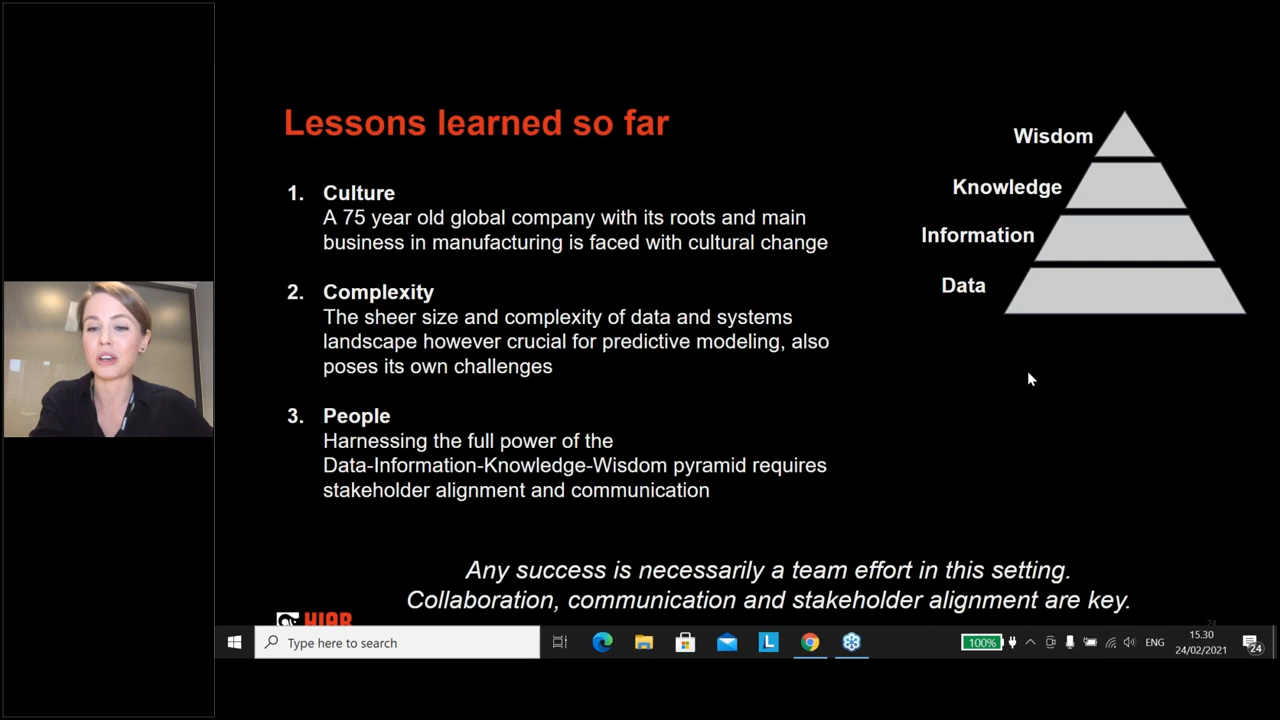 Lessons learned so far
1. Culture
A 75 year old global company with its roots and main
business in manufacturing is faced with cultural change
2. Complexity
The sheer size and complexity of data and systems
landscape however crucial for predictive modeling, also
poses its own challenges
3. People
Harnessing the full power of the
Data-Information-Knowledge-Wisdom pyramid requires
stakeholder alignment and communication
Wisdom
Knowledge
Information
Data
Any success is necessarily a team effort in this setting.
Collaboration, communication and stakeholder alignment are key.
HIAB
24
Type here to search
L
100%
ENG
15.30
24/02/2021
24